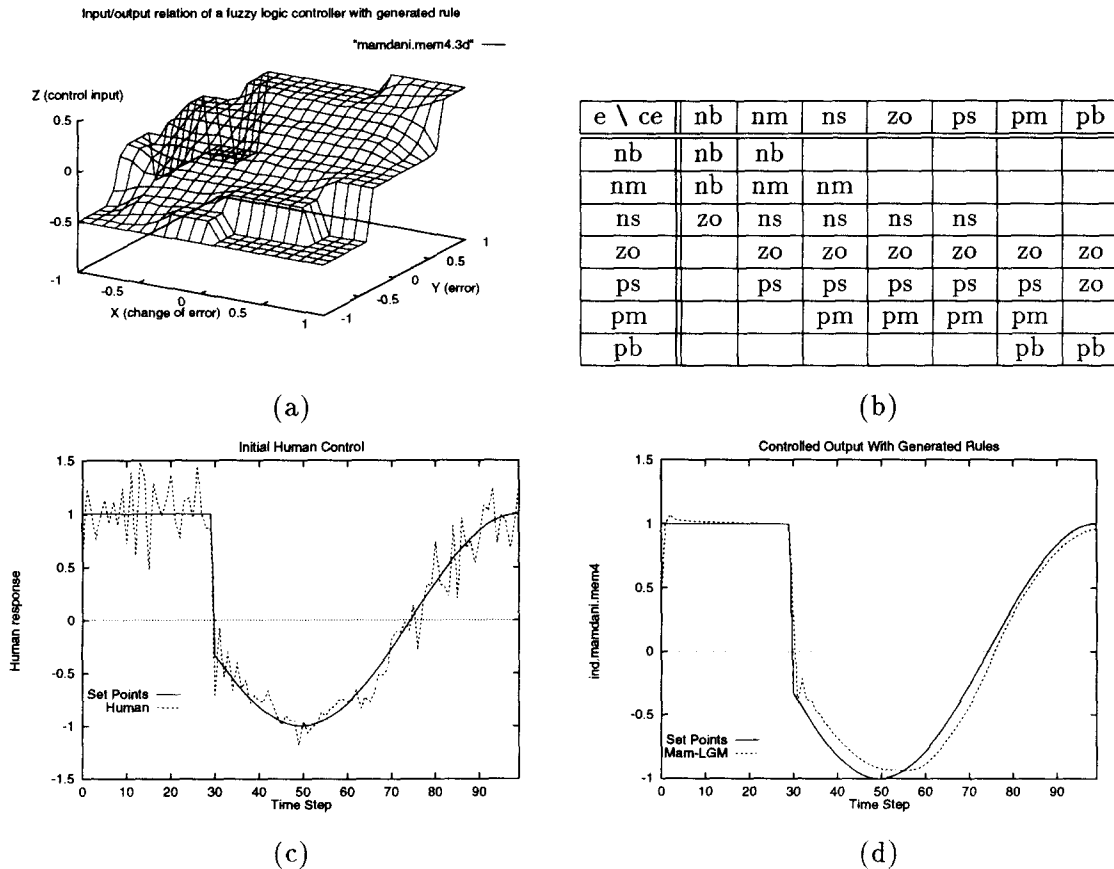 Input/output relation of a fuzzy logic controller with generated rule
"mamdani.mem4.3d"
Z (control input)
0.5
0
-0.5
-1
-0.5
0
0.5
1
X (change of error)
-1
-0.5
0
0.5
1
Y (error)
(a)
e \ ce nb nm ns zo ps pm pb
nb nb nb
nm nb nm nm
ns zo ns ns ns ns
zo zo zo zo zo zo zo
ps ps ps ps ps ps zo
pm pm pm pm pm
pb pb pb
(b)
Initial Human Control
1.5
1
0.5
0
-0.5
-1
-1.5
Human response
Set Points
Human
0 10 20 30 40 50 60 70 80 90
Time Step
(c)
Controlled Output With Generated Rules
1.5
1
0.5
0
-0.5
-1
ind.mamdani.mem4
Set Points
Mam-LGM
0 10 20 30 40 50 60 70 80 90
Time Step
(d)